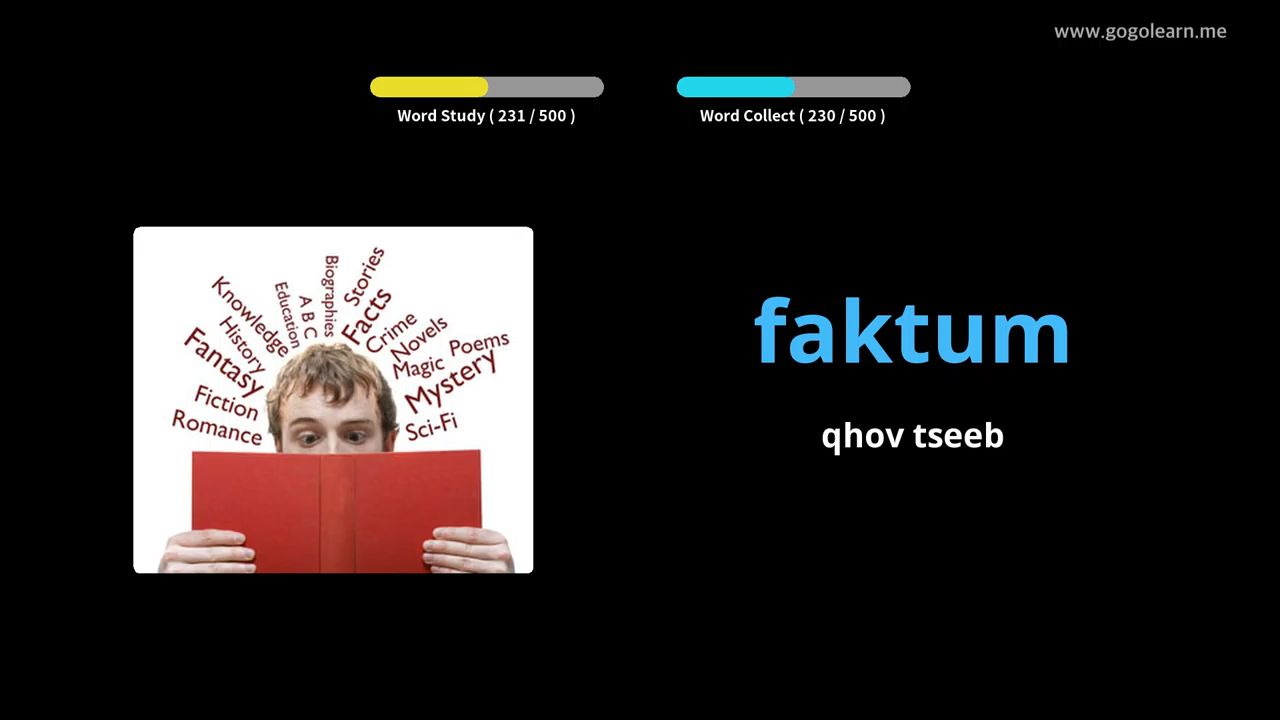 www.gogolearn.me
Word Study ( 231 / 500 )
Word Collect ( 230 / 500 )
Stories
Biographies
Facts
Education
A B C
Knowledge
Crime
History
Novels
Poems
Fantasy
Magic
Mystery
Fiction
Romance
Sci-Fi
faktum
qhov tseeb